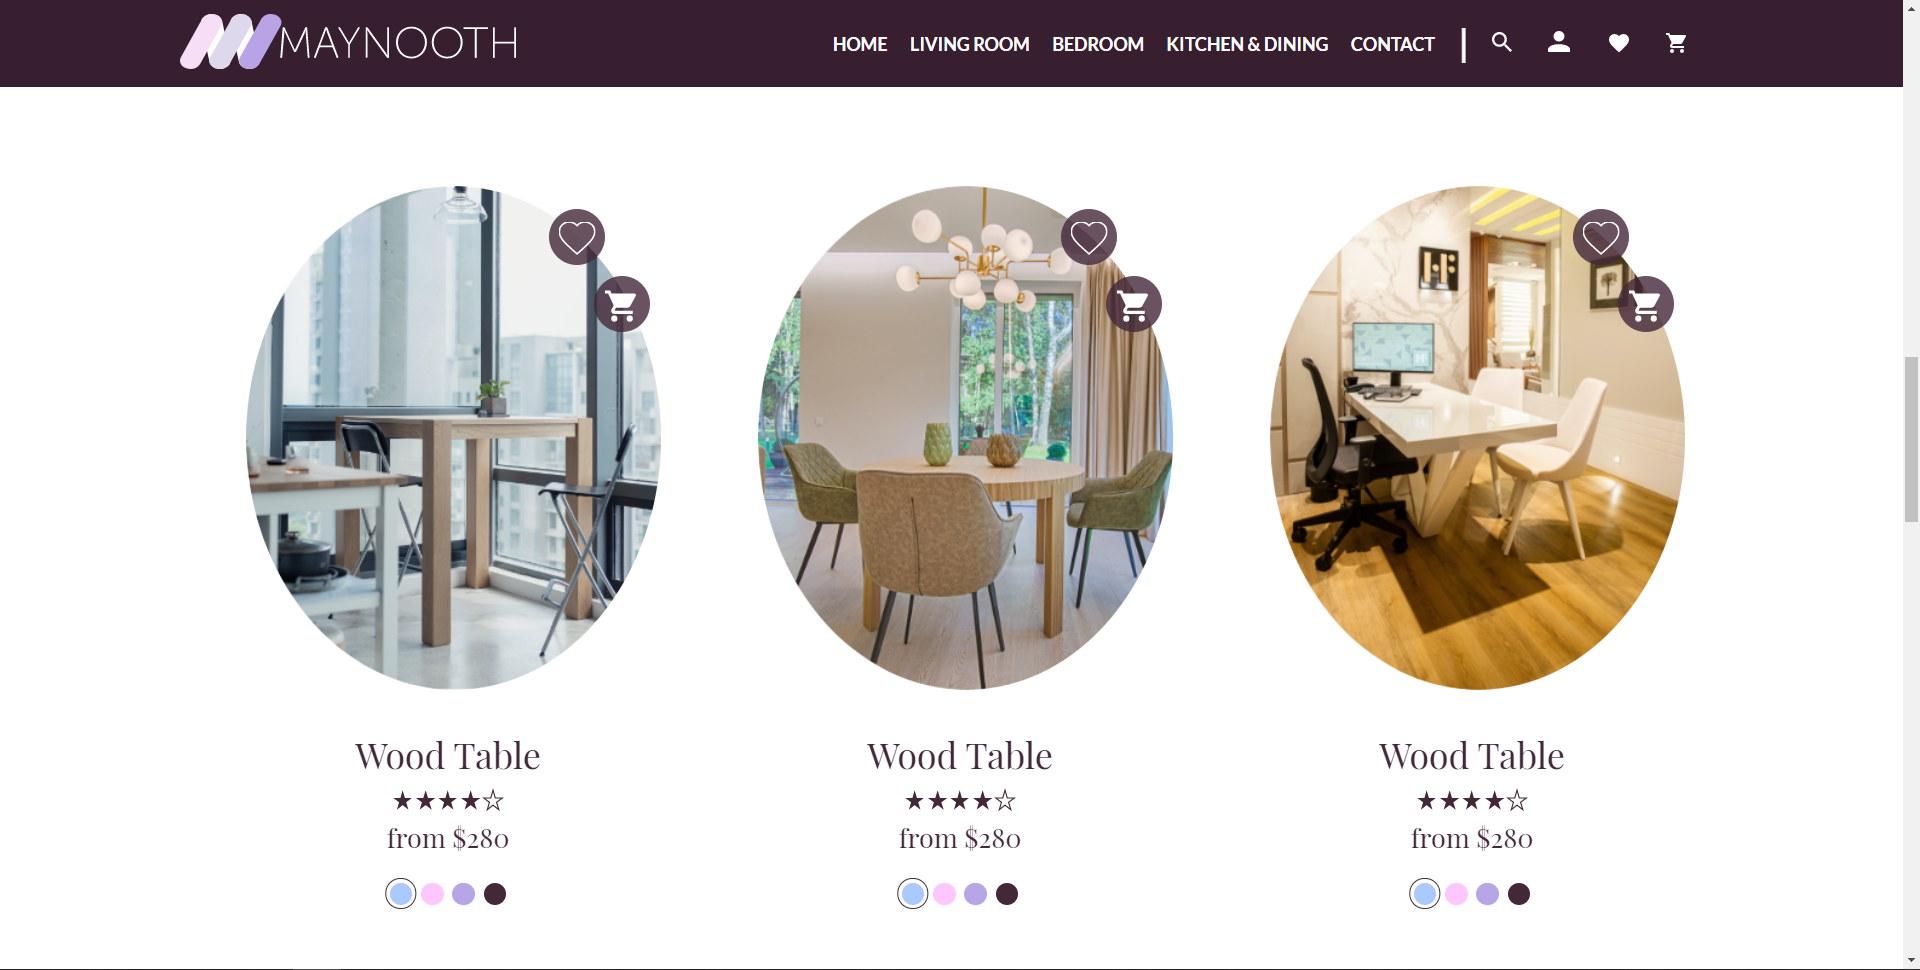 MAYNOOTH
HOME LIVING ROOM BEDROOM KITCHEN & DINING CONTACT
Wood Table
★★★★☆
from $280
Wood Table
★★★★☆
from $280
Wood Table
★★★★☆
from $280